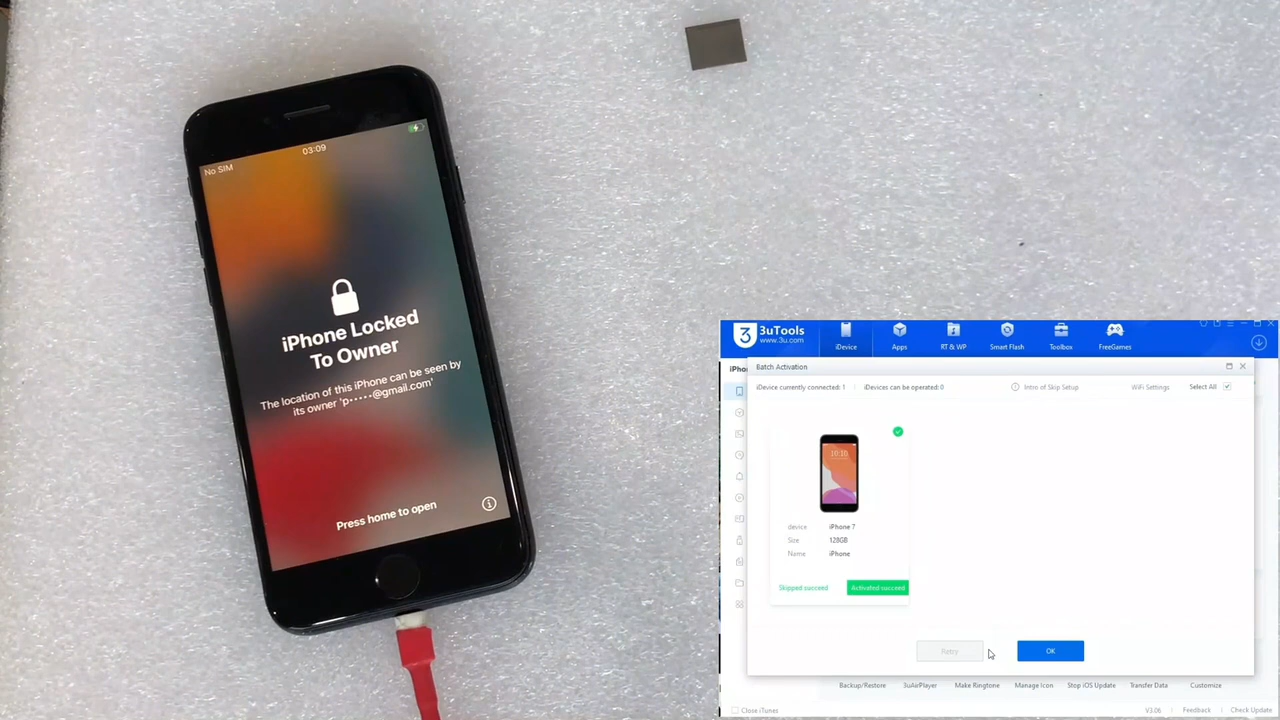 No SIM
03:09
iPhone Locked
To Owner
The location of this iPhone can be seen by
its owner 'p•••••@gmail.com'
Press home to open
3
3uTools
www.3u.com
iDevice
Apps
RT & WP
Smart Flash
Toolbox
FreeGames
Batch Activation
iDevice currently connected: 1
iDevices can be operated: 0
Intro of Skip Setup
WiFi Settings
Select All
10:10
device iPhone 7
Size 128GB
Name iPhone
Skipped succeed
Activated succeed
Retry
OK
Backup/Restore
3uAirPlayer
Make Ringtone
Manage Icon
Stop iOS Update
Transfer Data
Customize
Close iTunes
V3.06
Feedback
Check Update